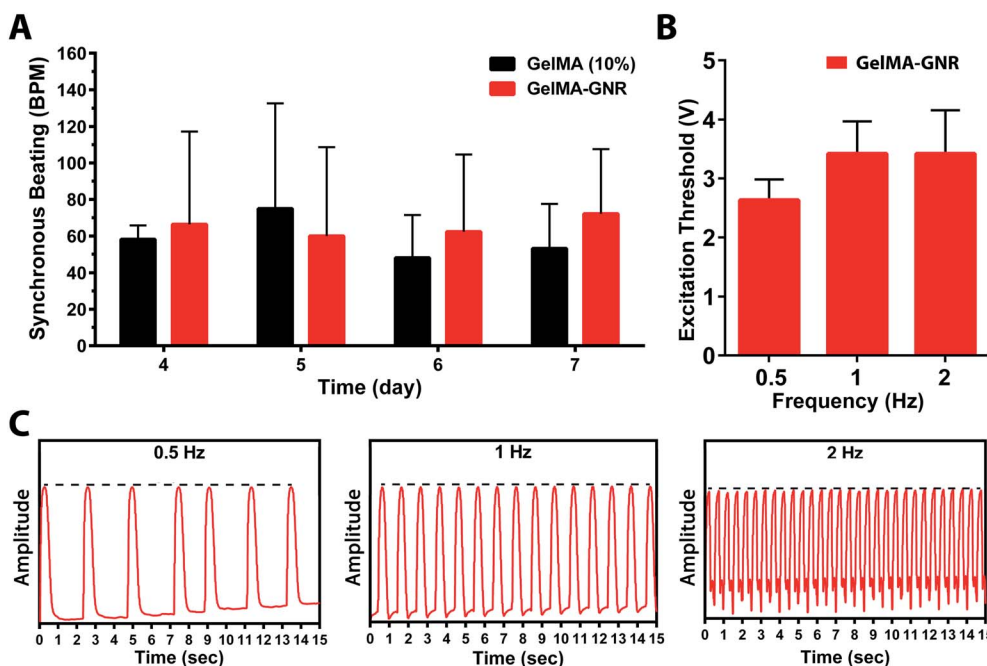 A
Synchronous Beating (BPM)
160
140
120
100
80
60
40
20
0
GelMA (10%)
GelMA-GNR
4 5 6 7
Time (day)
B
Excitation Threshold (V)
5
4
3
2
1
0
GelMA-GNR
0.5 1 2
Frequency (Hz)
C
0.5 Hz
Amplitude
0 1 2 3 4 5 6 7 8 9 10 11 12 13 14 15
Time (sec)
1 Hz
Amplitude
0 1 2 3 4 5 6 7 8 9 10 11 12 13 14 15
Time (sec)
2 Hz
Amplitude
0 1 2 3 4 5 6 7 8 9 10 11 12 13 14 15
Time (sec)